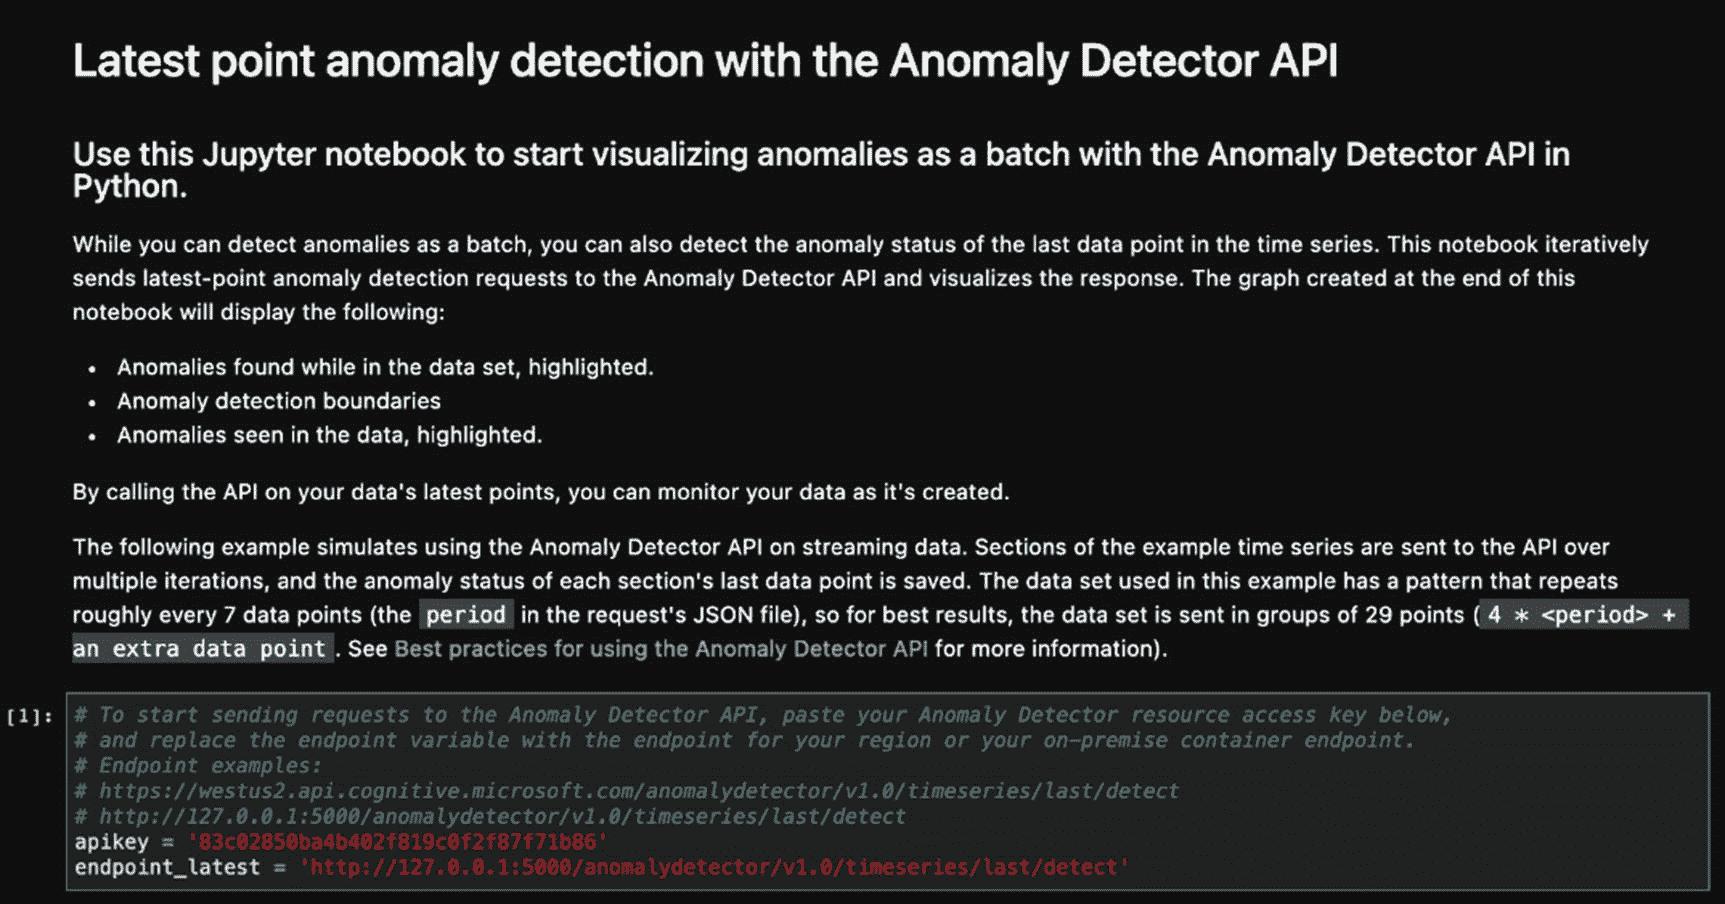 Latest point anomaly detection with the Anomaly Detector API
Use this Jupyter notebook to start visualizing anomalies as a batch with the Anomaly Detector API in
Python.
While you can detect anomalies as a batch, you can also detect the anomaly status of the last data point in the time series. This notebook iteratively
sends latest-point anomaly detection requests to the Anomaly Detector API and visualizes the response. The graph created at the end of this
notebook will display the following:
• Anomalies found while in the data set, highlighted.
• Anomaly detection boundaries
• Anomalies seen in the data, highlighted.
By calling the API on your data's latest points, you can monitor your data as it's created.
The following example simulates using the Anomaly Detector API on streaming data. Sections of the example time series are sent to the API over
multiple iterations, and the anomaly status of each section's last data point is saved. The data set used in this example has a pattern that repeats
roughly every 7 data points (the period in the request's JSON file), so for best results, the data set is sent in groups of 29 points ( 4 * <period> +
an extra data point . See Best practices for using the Anomaly Detector API for more information).
[1]: # To start sending requests to the Anomaly Detector API, paste your Anomaly Detector resource access key below,
# and replace the endpoint variable with the endpoint for your region or your on-premise container endpoint.
# Endpoint examples:
# https://westus2.api.cognitive.microsoft.com/anomalydetector/v1.0/timeseries/last/detect
# http://127.0.0.1:5000/anomalydetector/v1.0/timeseries/last/detect
apikey = '83c02850ba4b402f819c0f2f87f71b86'
endpoint_latest = 'http://127.0.0.1:5000/anomalydetector/v1.0/timeseries/last/detect'